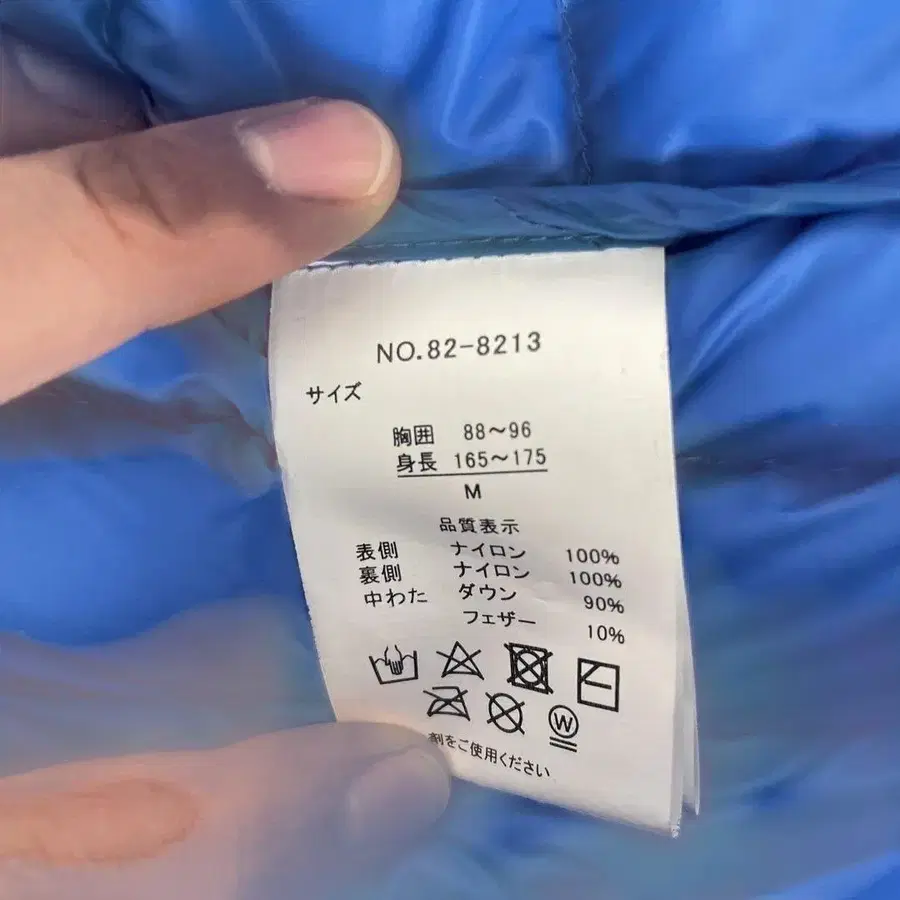 NO.82-8213
サイズ
胸囲 88～96
身長 165～175
M
品質表示
表側 ナイロン 100%
裏側 ナイロン 100%
中わた ダウン 90%
フェザー 10%
W
剤をご使用ください